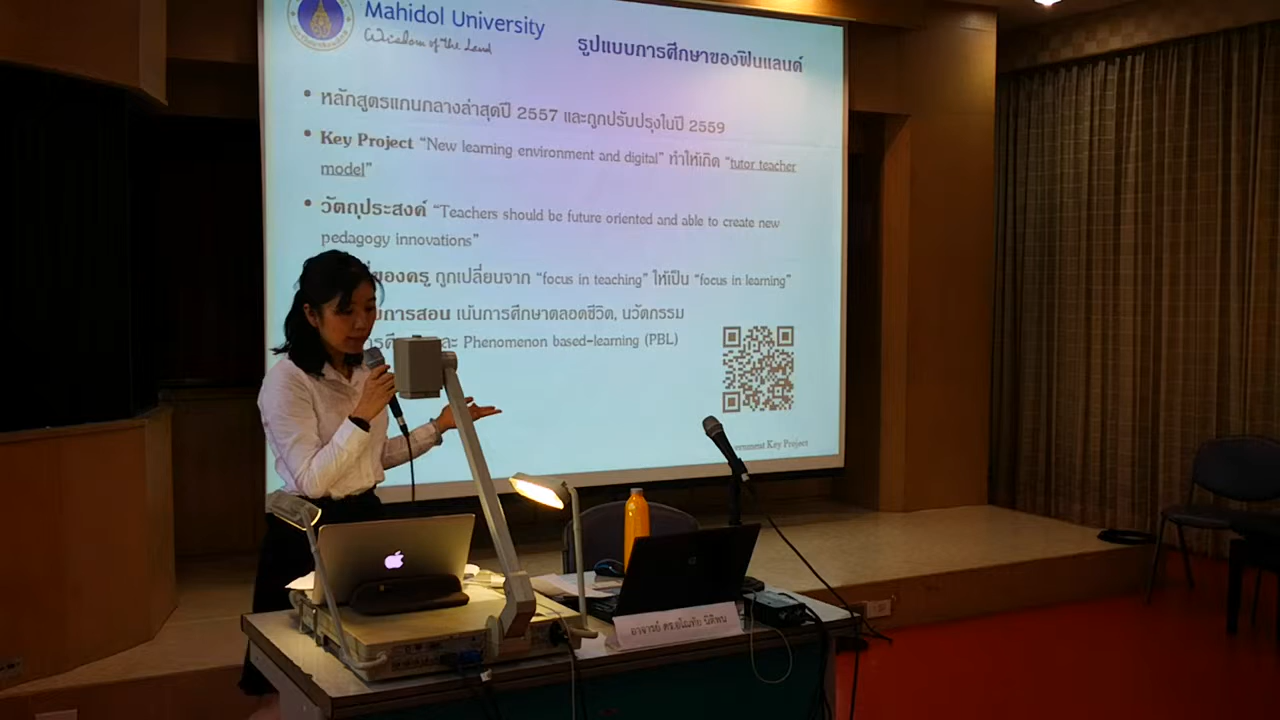 Mahidol University
Wisdom of the Land
รูปแบบการศึกษาของฟินแลนด์
• หลักสูตรแกนกลางล่าสุดปี 2557 และถูกปรับปรุงในปี 2559
• Key Project “New learning environment and digital” ทำให้เกิด “tutor teacher
model”
• วัตถุประสงค์ “Teachers should be future oriented and able to create new
pedagogy innovations”
ของครู ถูกเปลี่ยนจาก “focus in teaching” ให้เป็น “focus in learning”
การสอน เน้นการศึกษาตลอดชีวิต, นวัตกรรม
Phenomenon based-learning (PBL)
Key Project
อาจารย์ ดร.